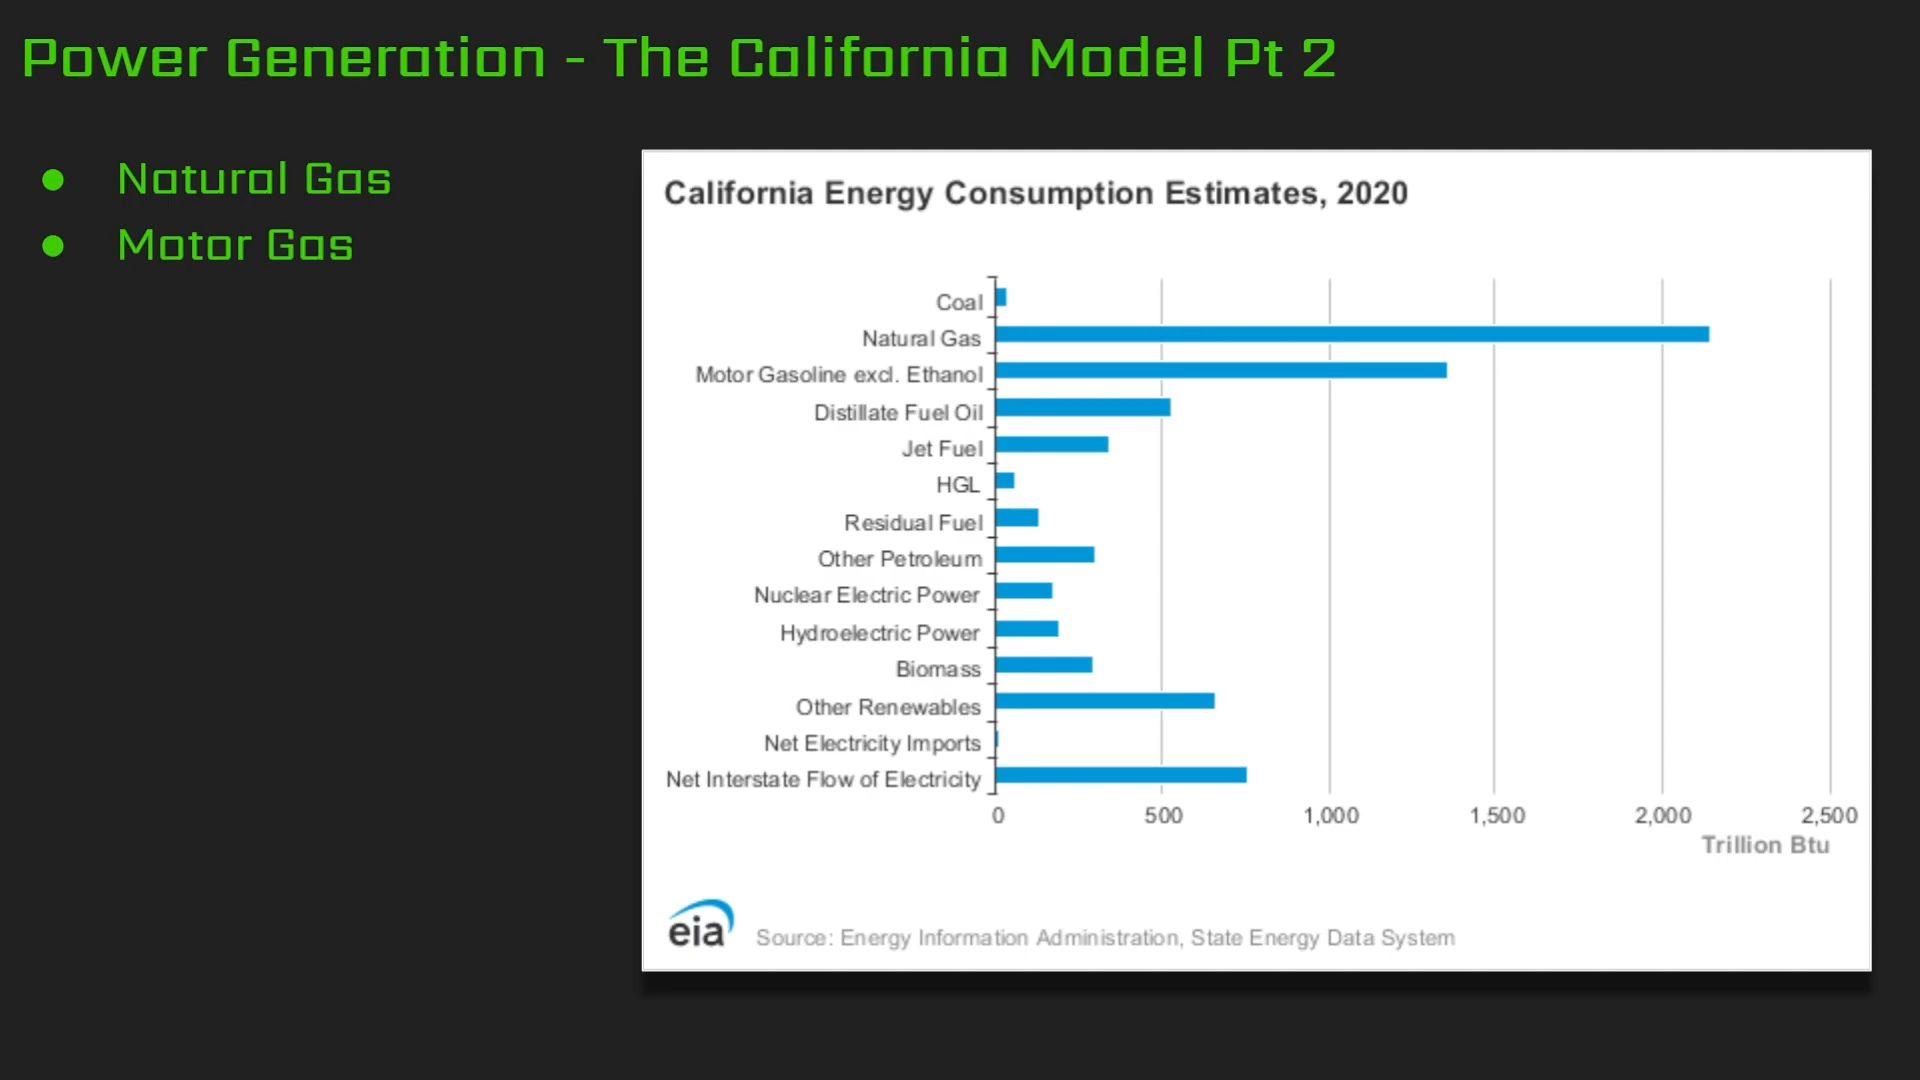 Power Generation - The California Model Pt 2
● Natural Gas
● Motor Gas
California Energy Consumption Estimates, 2020
Coal
Natural Gas
Motor Gasoline excl. Ethanol
Distillate Fuel Oil
Jet Fuel
HGL
Residual Fuel
Other Petroleum
Nuclear Electric Power
Hydroelectric Power
Biomass
Other Renewables
Net Electricity Imports
Net Interstate Flow of Electricity
0 500 1,000 1,500 2,000 2,500
Trillion Btu
eia Source: Energy Information Administration, State Energy Data System